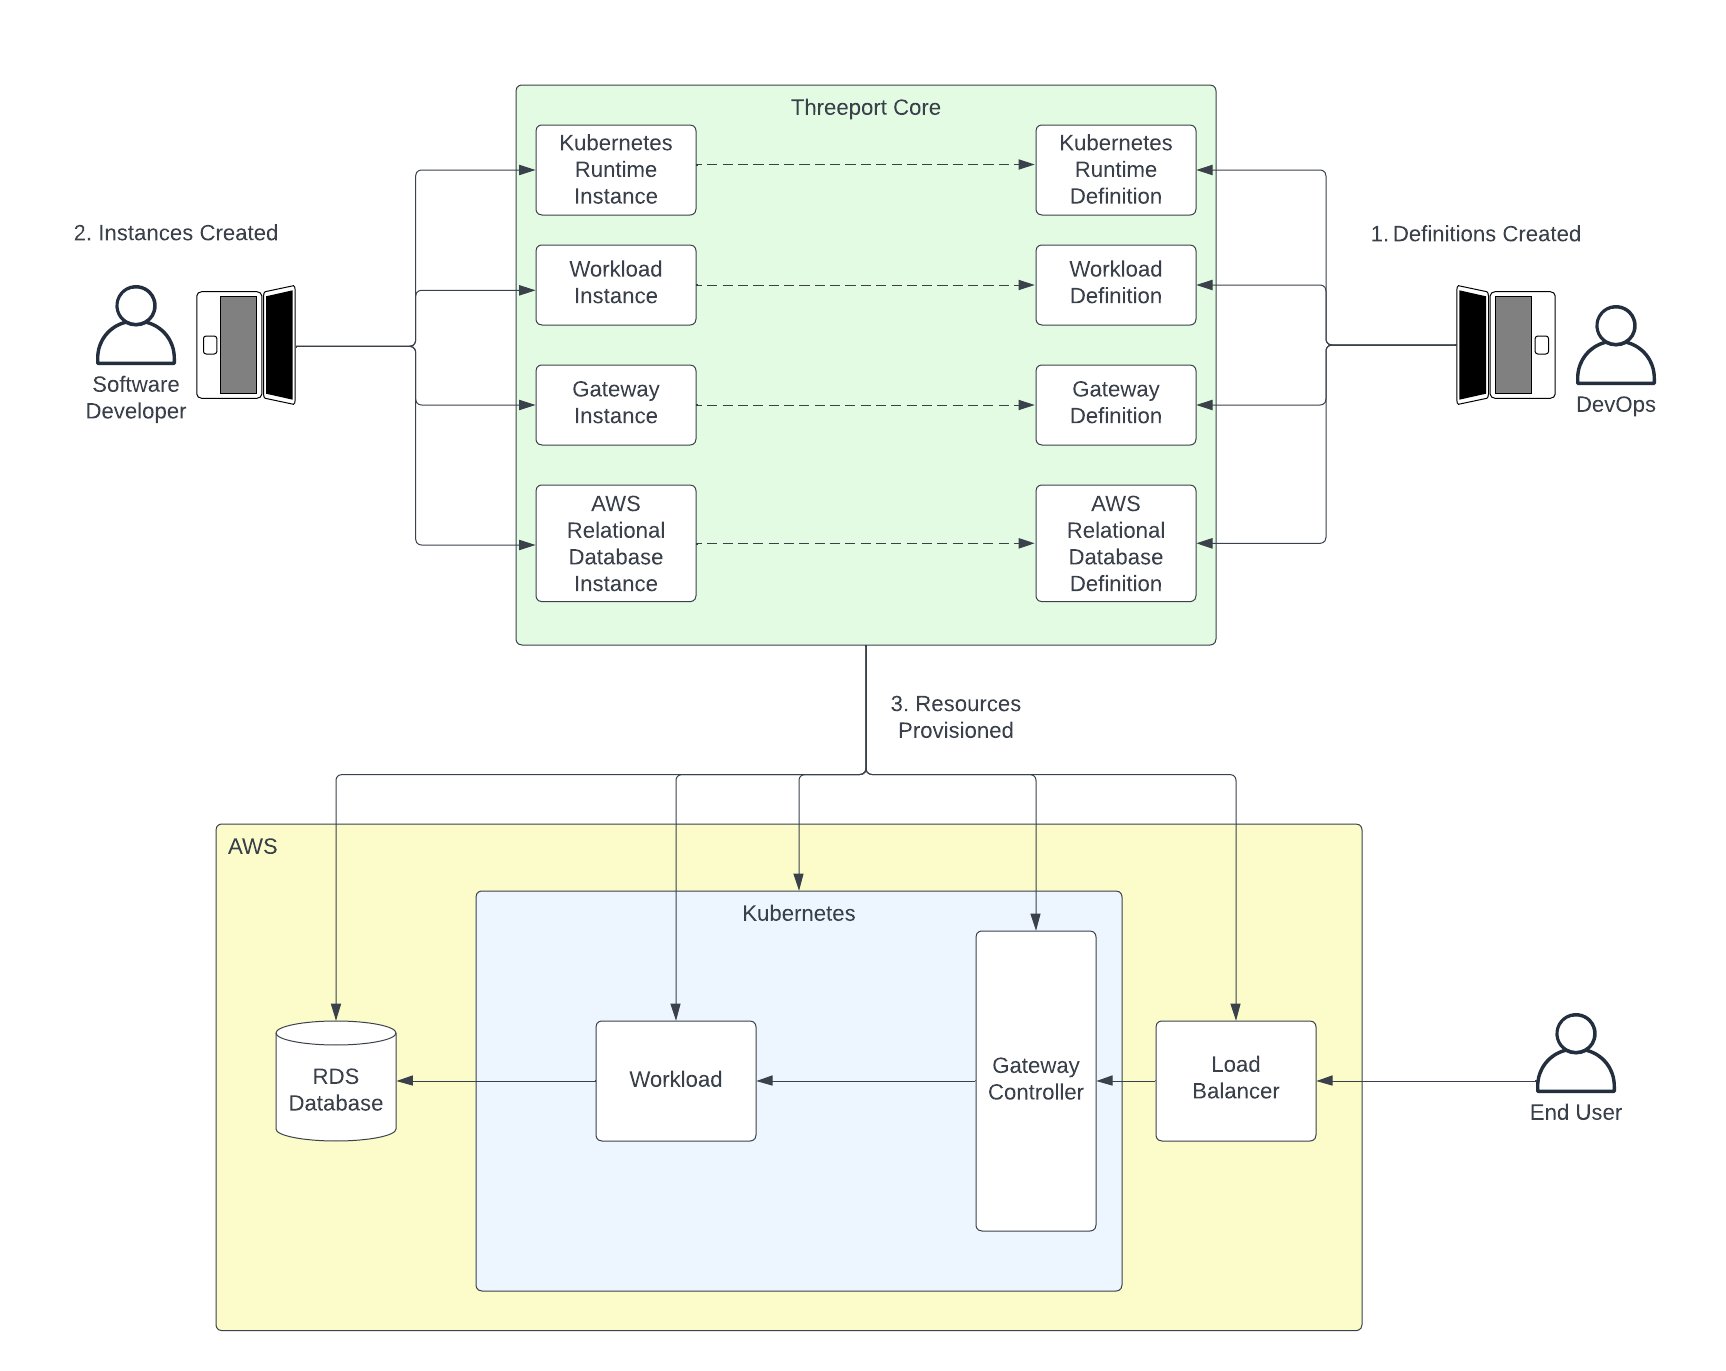 Threeport Core
Kubernetes
Runtime
Instance
Kubernetes
Runtime
Definition
2. Instances Created
1. Definitions Created
Workload
Instance
Workload
Definition
Software
Developer
DevOps
Gateway
Instance
Gateway
Definition
AWS
Relational
Database
Instance
AWS
Relational
Database
Definition
3. Resources
Provisioned
AWS
Kubernetes
RDS
Database
Workload
Gateway
Controller
Load
Balancer
End User